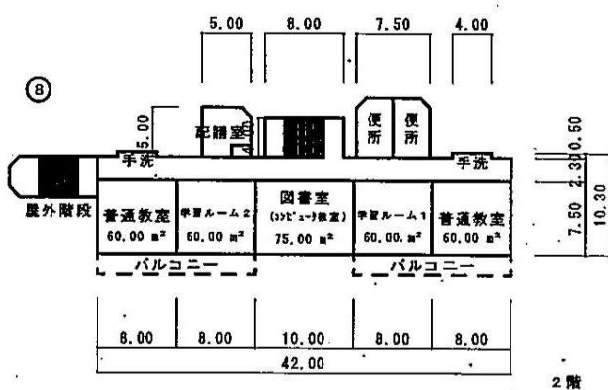 5.00 8.00 7.50 4.00
⑧
5.00
配膳室
便所 便所
手洗 手洗
0.50
2.30
7.50
10.30
屋外階段
普通教室 学習ルーム2 図書室 学習ルーム1 普通教室
(コンピュータ教室)
60.00 m² 60.00 m² 75.00 m² 60.00 m² 60.00 m²
バルコニー バルコニー
8.00 8.00 10.00 8.00 8.00
42.00
2階